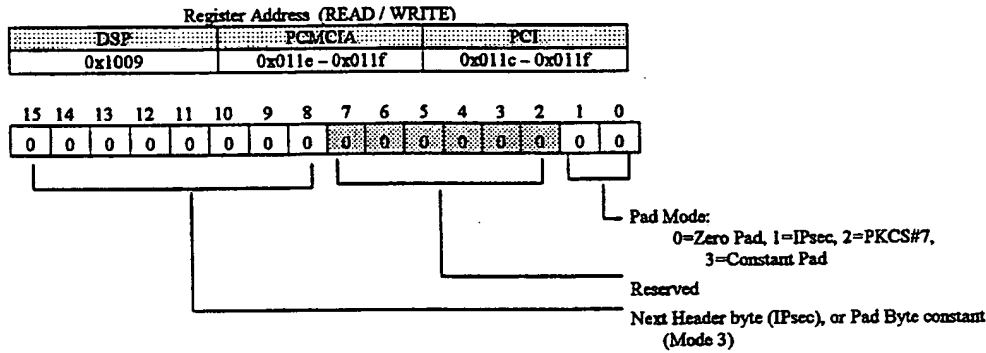 Register Address (READ / WRITE)
DSP PCMCIA PCI
0x1009 0x011e – 0x011f 0x011c – 0x011f
15 14 13 12 11 10 9 8 7 6 5 4 3 2 1 0
0 0 0 0 0 0 0 0 0 0 0 0 0 0 0 0
Pad Mode:
0=Zero Pad, 1=IPsec, 2=PKCS#7,
3=Constant Pad
Reserved
Next Header byte (IPsec), or Pad Byte constant
(Mode 3)